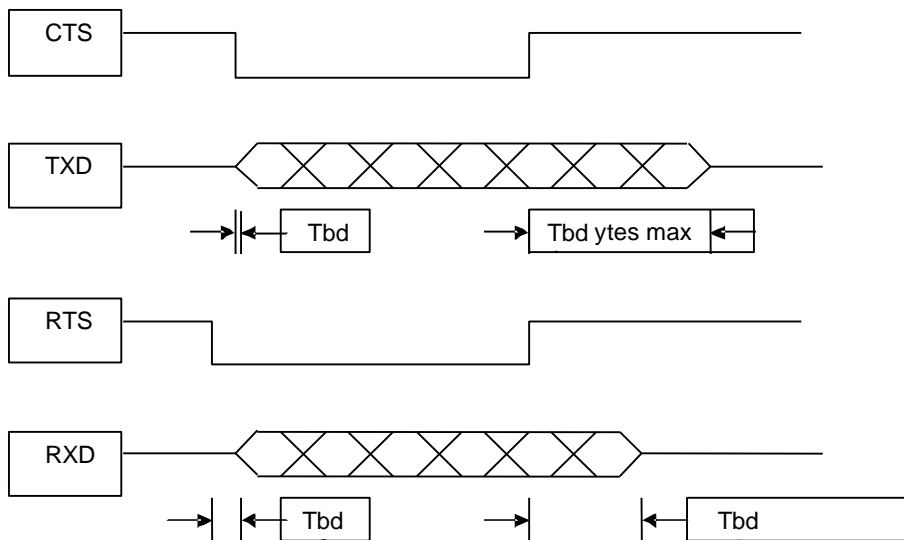 CTS
TXD
Tbd
Tbd ytes max
RTS
RXD
Tbd
Tbd